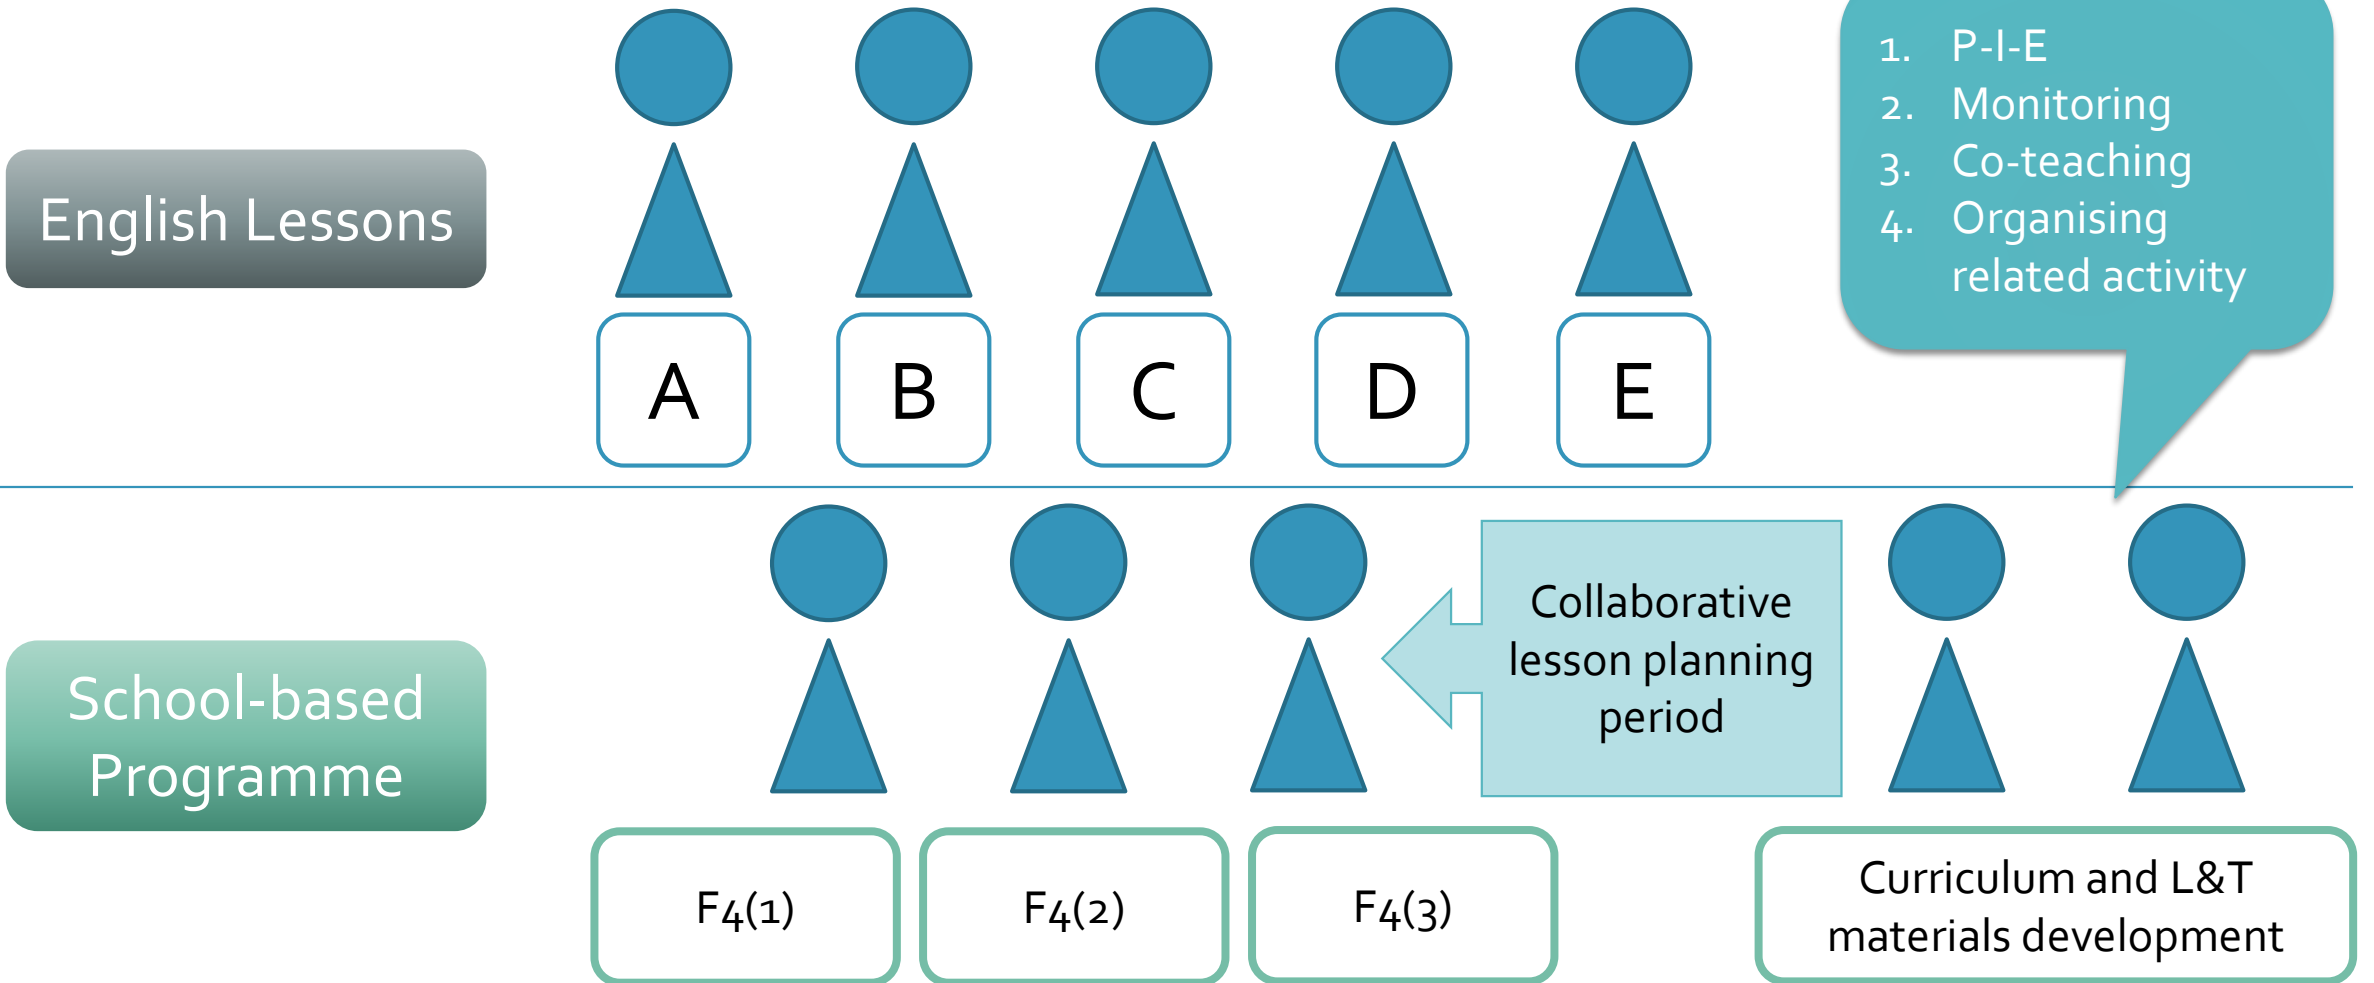 English Lessons
A
B
C
D
E
1. P-I-E
2. Monitoring
3. Co-teaching
4. Organising
related activity
School-based
Programme
Collaborative
lesson planning
period
F4(1)
F4(2)
F4(3)
Curriculum and L&T
materials development